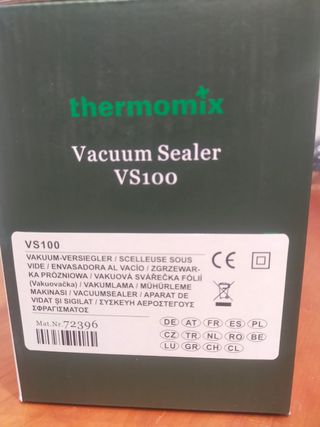 thermomix
Vacuum Sealer
VS100
VS100
VAKUUM-VERSIEGLER / SCELLEUSE SOUS
VIDE / ENVASADORA AL VACÍO / ZGRZEWAR-
KA PRÓŻNIOWA / VAKUOVÁ SVÁŘEČKA FÓLIÍ
(Vakuovačka) / VAKUMLAMA / MÜHÜRLEME
MAKINASI / VACUUMSEALER / APARAT DE
VIDAT ȘI SIGILAT / ΣΥΣΚΕΥΗ ΑΕΡΟΣΤΕΓΟΥΣ
ΣΦΡΑΓΙΣΜΑΤΟΣ
CE
Mat.Nr. 72396
DE AT FR ES PL
CZ TR NL RO BE
LU GR CH CL